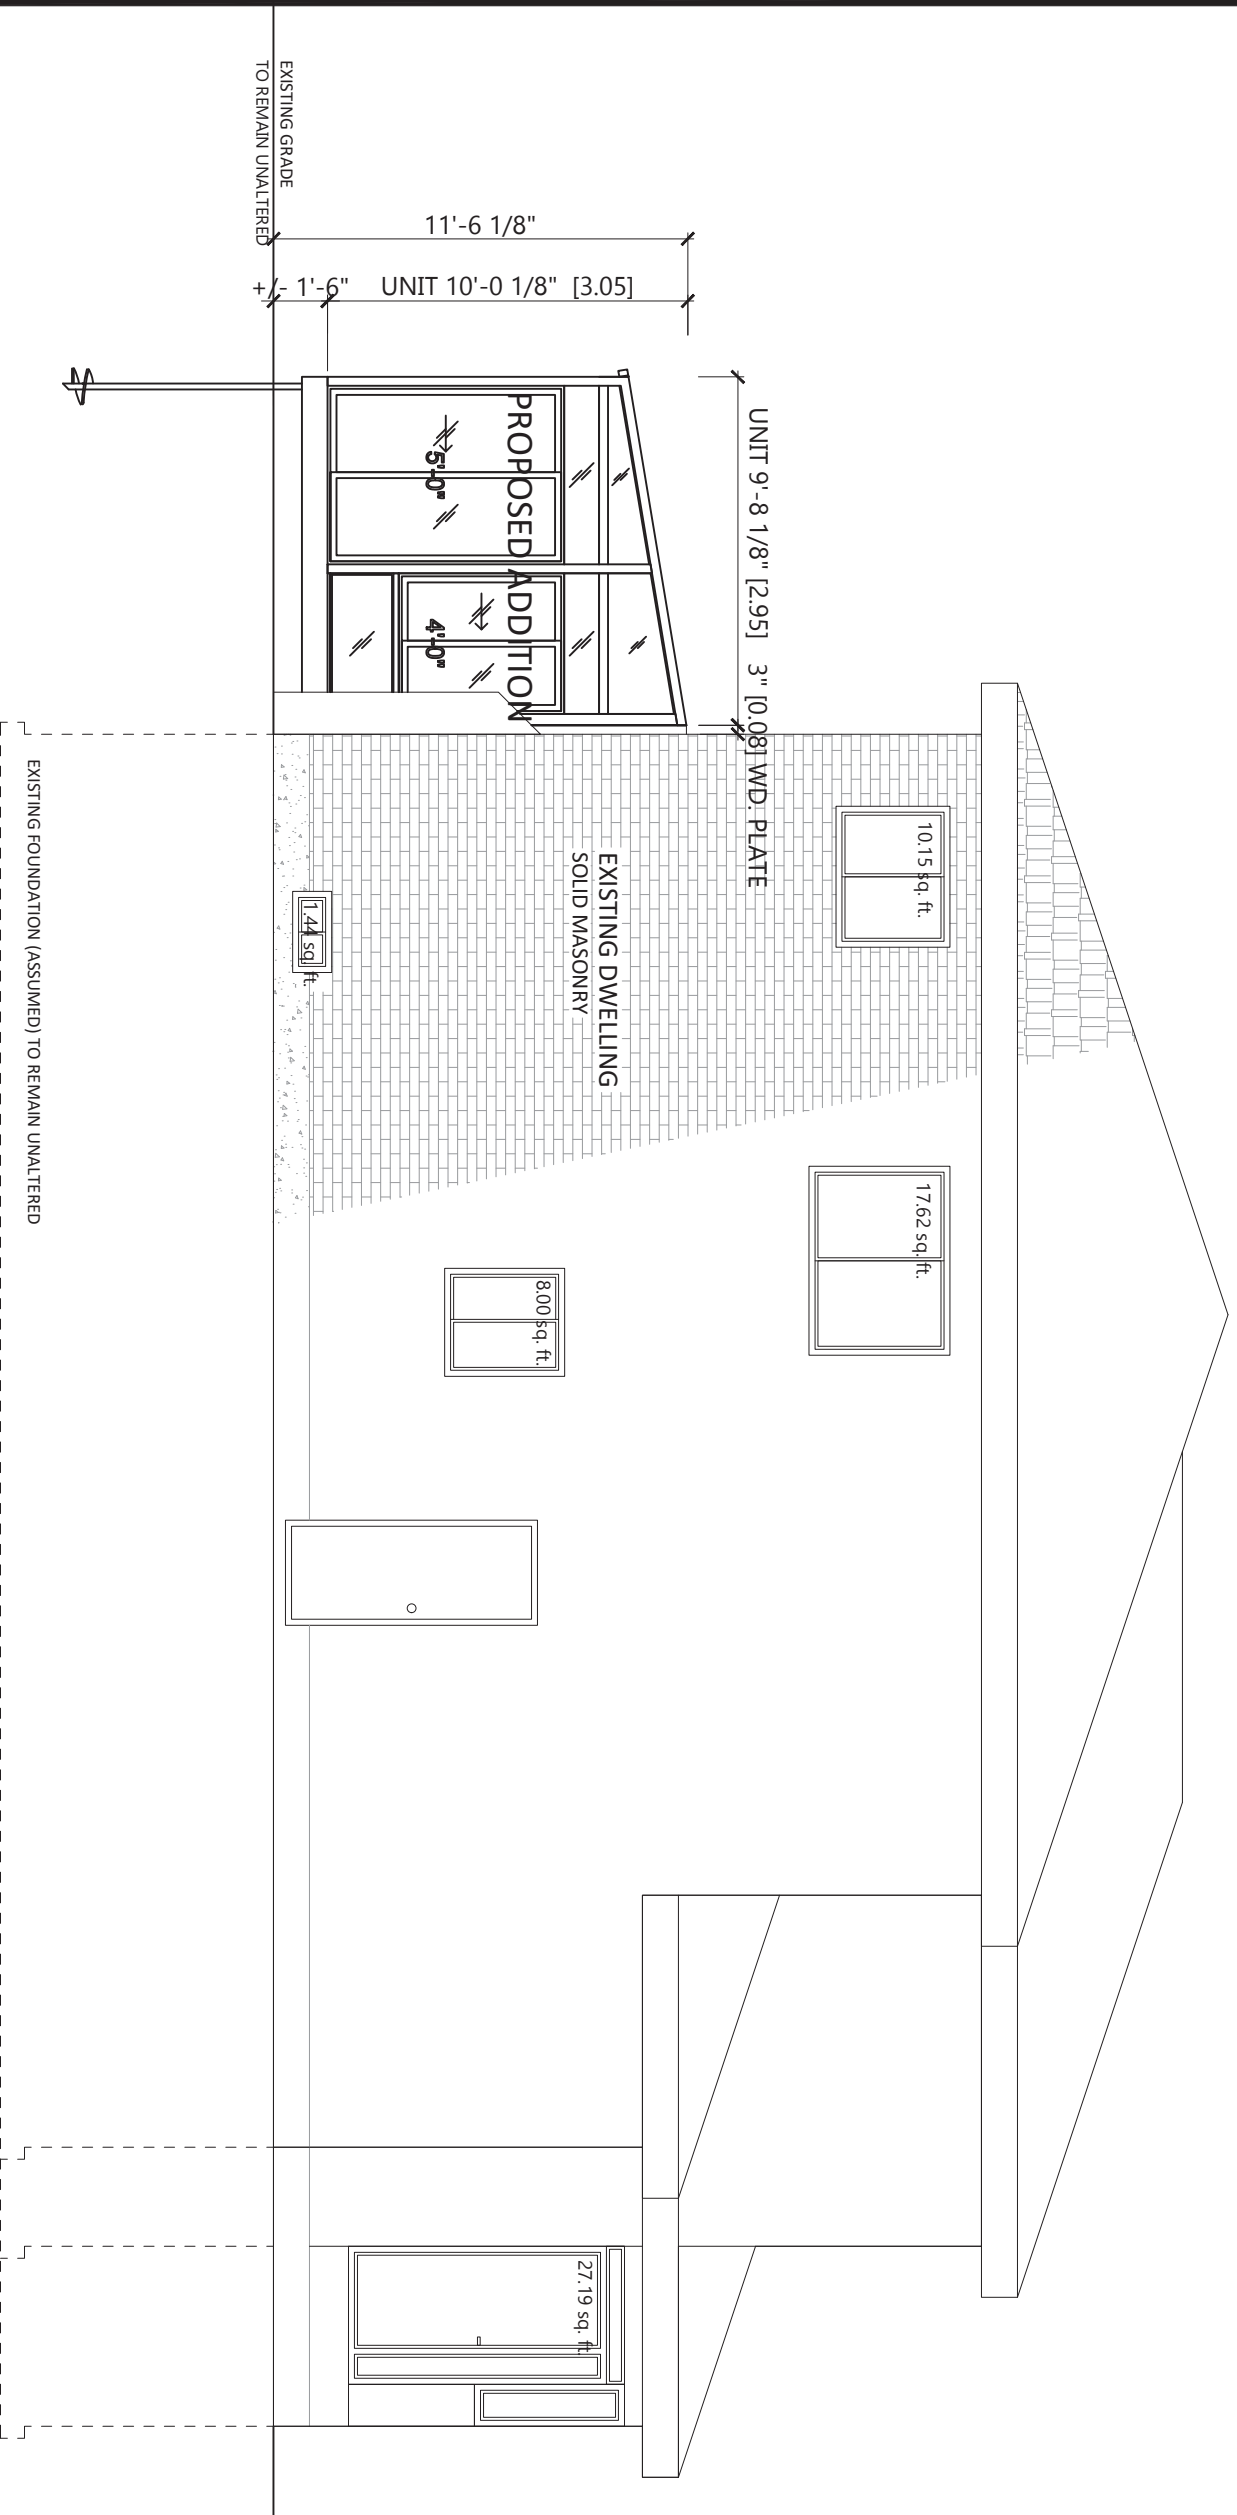 EXISTING GRADE
TO REMAIN UNALTERED
11'-6 1/8"
+/- 1'-6"
UNIT 10'-0 1/8" [3.05]
UNIT 9'-8 1/8" [2.95]
3" [0.08] WD. PLATE
PROPOSED ADDITION
5'-0"
4'-0"
10.15 sq. ft.
EXISTING DWELLING
SOLID MASONRY
1.44 sq. ft.
EXISTING FOUNDATION (ASSUMED) TO REMAIN UNALTERED
17.62 sq. ft.
8.00 sq. ft.
27.19 sq. ft.